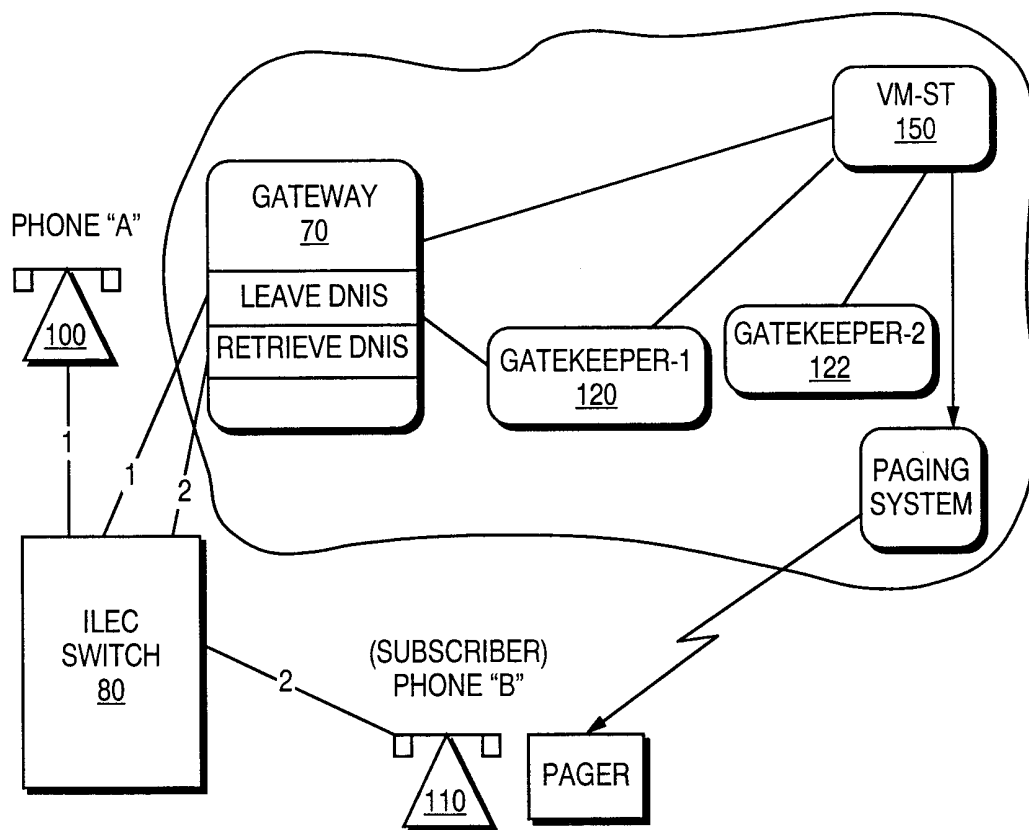 VM-ST
150
GATEWAY
70
LEAVE DNIS
RETRIEVE DNIS
PHONE “A”
100
GATEKEEPER-1
120
GATEKEEPER-2
122
1
1
2
PAGING
SYSTEM
ILEC
SWITCH
80
2
(SUBSCRIBER)
PHONE “B”
110
PAGER